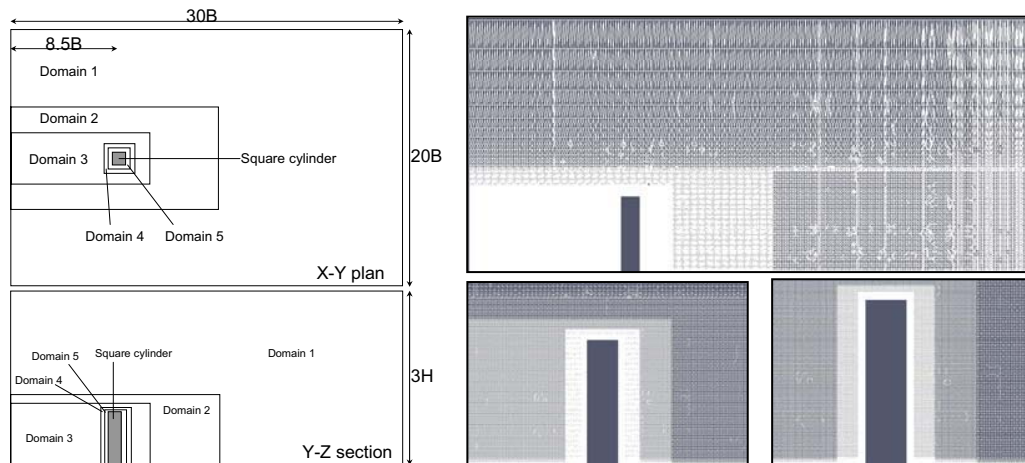 30B
8.5B
Domain 1
Domain 2
Domain 3
Square cylinder
20B
Domain 4
Domain 5
X-Y plan
Domain 5
Square cylinder
Domain 1
Domain 4
3H
Domain 2
Domain 3
Y-Z section